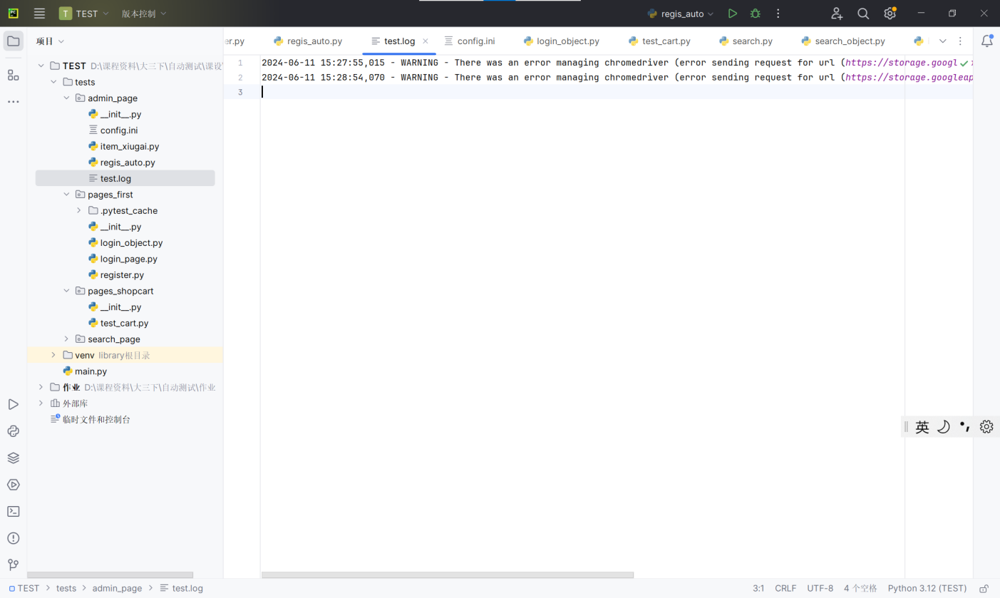 PC T TEST 版本控制 regis_auto
项目
er.py regis_auto.py test.log config.ini login_object.py test_cart.py search.py search_object.py
TEST D:\课程资料\大三下\自动测试\课设
tests
admin_page
__init__.py
config.ini
item_xiugai.py
regis_auto.py
test.log
pages_first
.pytest_cache
__init__.py
login_object.py
login_page.py
register.py
pages_shopcart
__init__.py
test_cart.py
search_page
venv library根目录
main.py
作业 D:\课程资料\大三下\自动测试\作业
外部库
临时文件和控制台
1 2024-06-11 15:27:55,015 - WARNING - There was an error managing chromedriver (error sending request for url (https://storage.googl
2 2024-06-11 15:28:54,070 - WARNING - There was an error managing chromedriver (error sending request for url (https://storage.googleap
3
英
TEST > tests > admin_page > test.log 3:1 CRLF UTF-8 4 个空格 Python 3.12 (TEST)